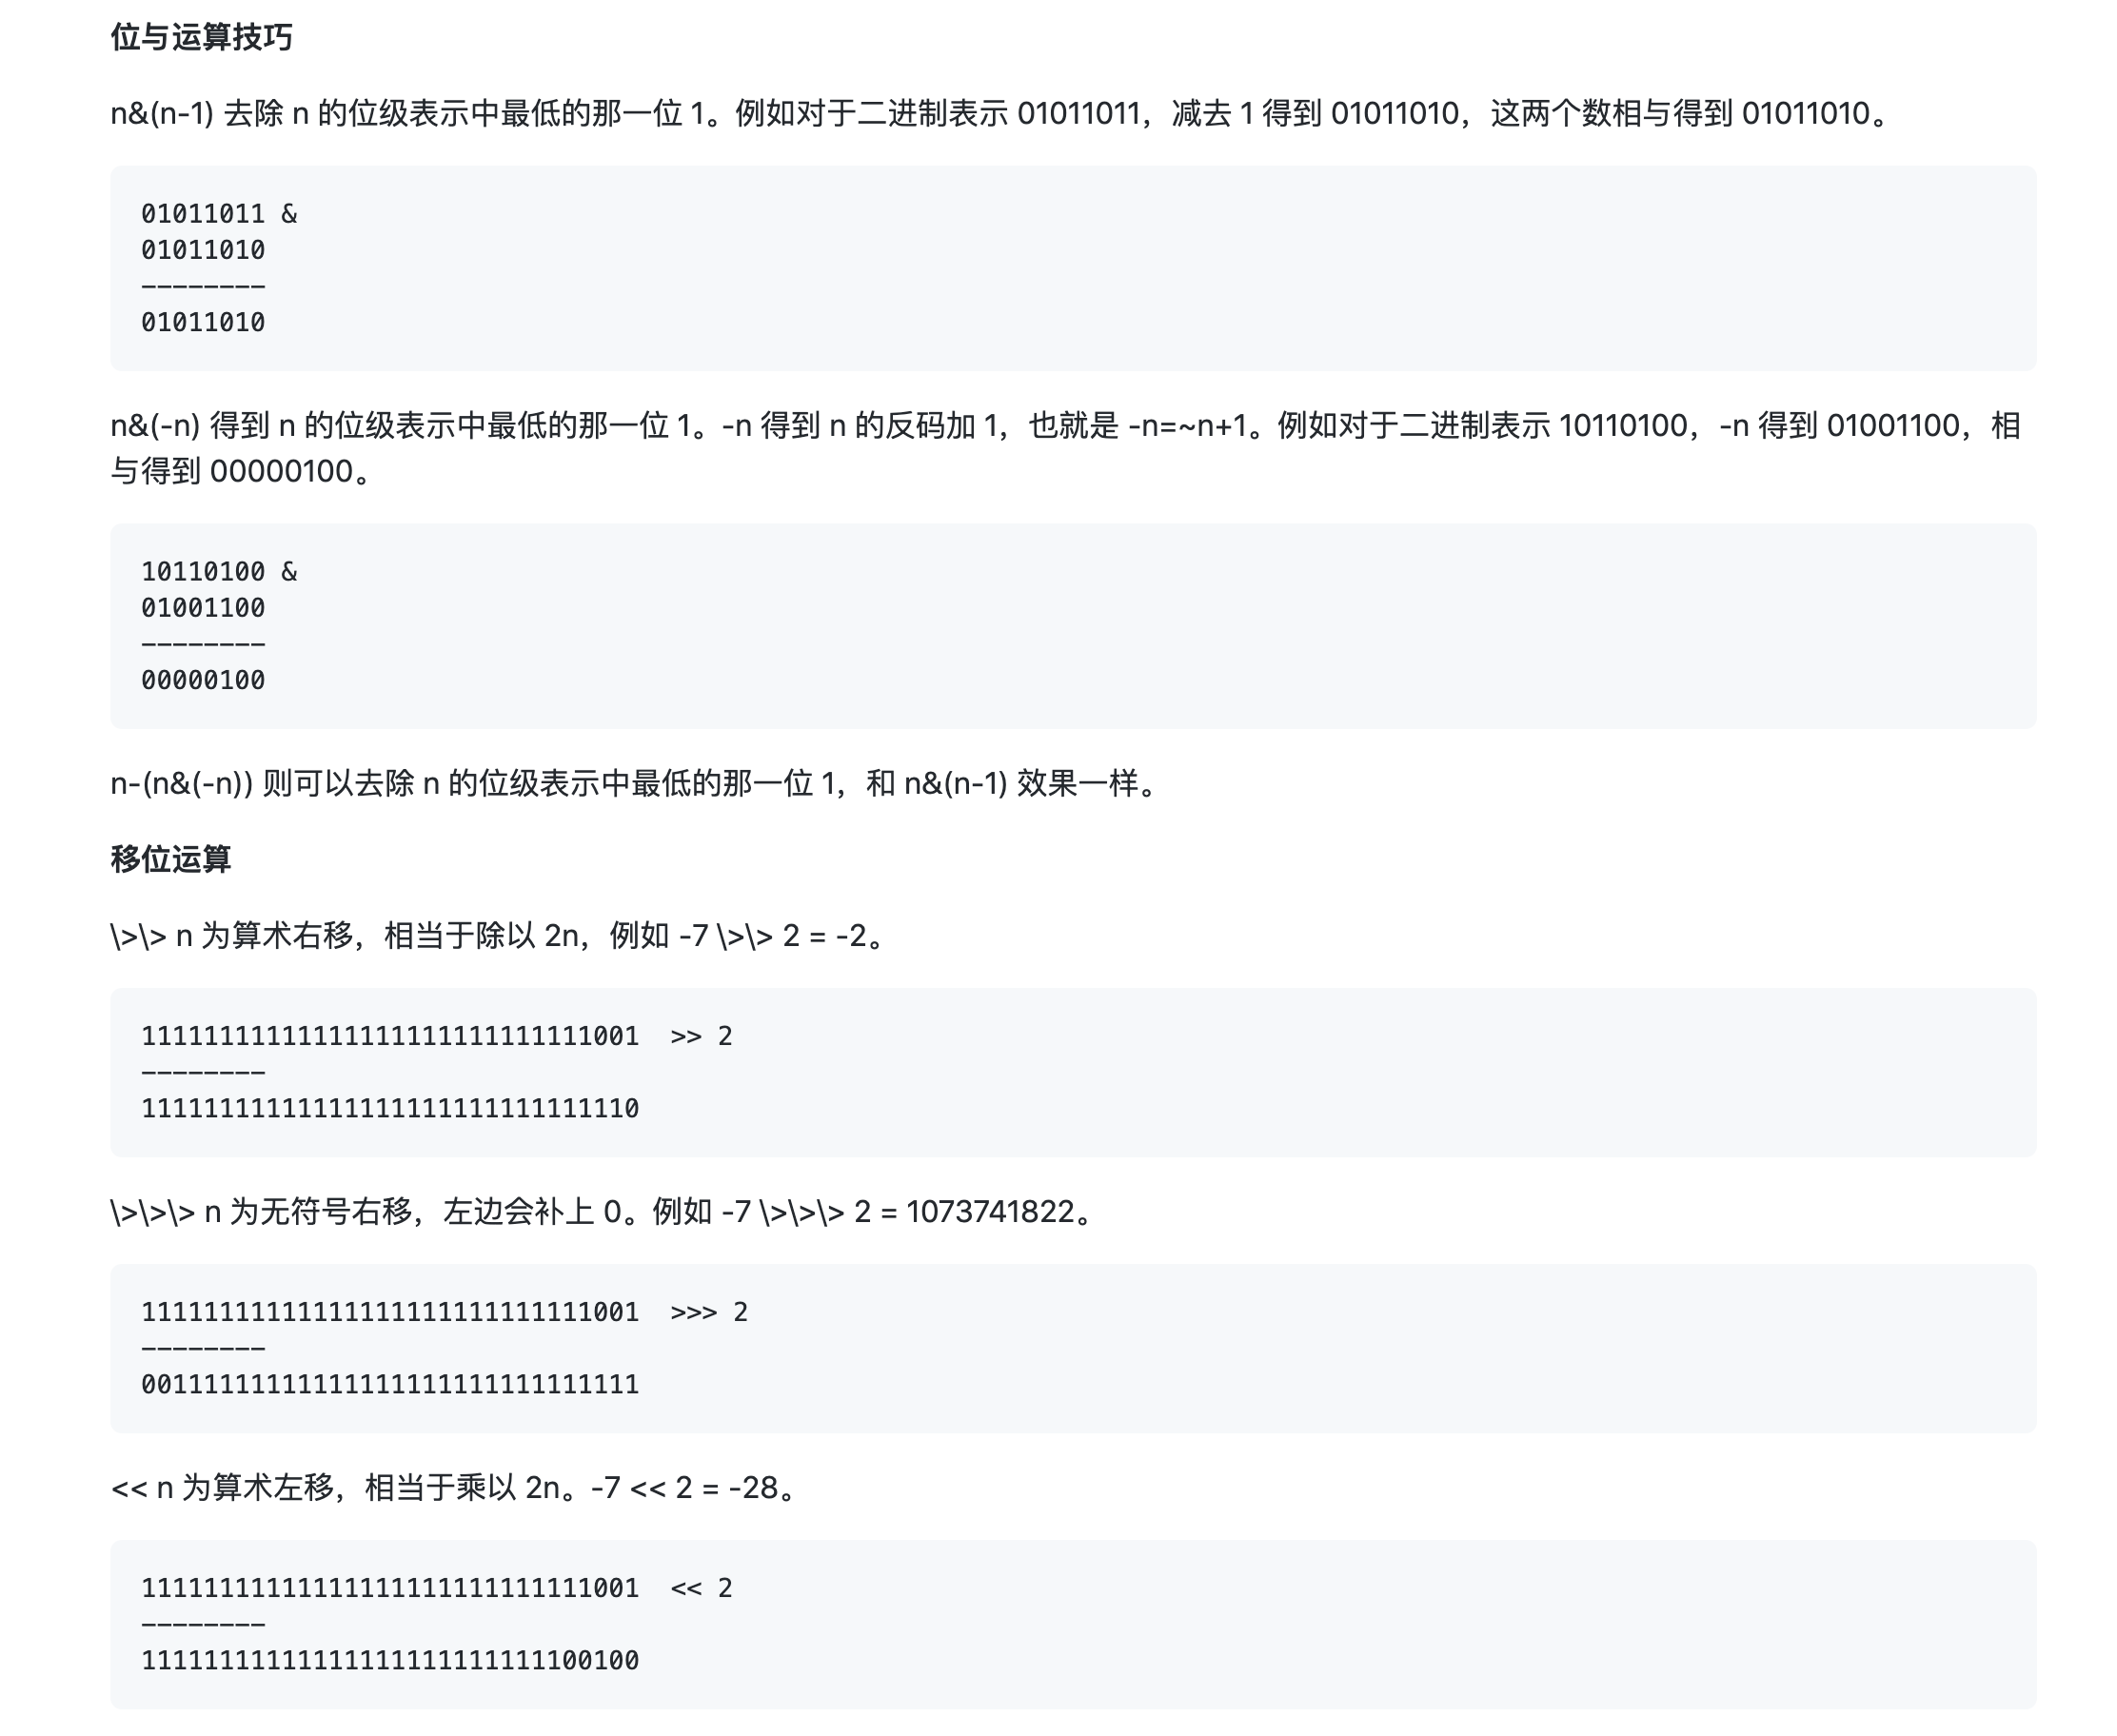 位与运算技巧
n&(n-1) 去除 n 的位级表示中最低的那一位 1。例如对于二进制表示 01011011，减去 1 得到 01011010，这两个数相与得到 01011010。
01011011 &
01011010
--------
01011010
n&(-n) 得到 n 的位级表示中最低的那一位 1。-n 得到 n 的反码加 1，也就是 -n=~n+1。例如对于二进制表示 10110100，-n 得到 01001100，相
与得到 00000100。
10110100 &
01001100
--------
00000100
n-(n&(-n)) 则可以去除 n 的位级表示中最低的那一位 1，和 n&(n-1) 效果一样。
移位运算
\>\> n 为算术右移，相当于除以 2n，例如 -7 \>\> 2 = -2。
11111111111111111111111111111001  >> 2
--------
11111111111111111111111111111110
\>\>\> n 为无符号右移，左边会补上 0。例如 -7 \>\>\> 2 = 1073741822。
11111111111111111111111111111001  >>> 2
--------
00111111111111111111111111111111
<< n 为算术左移，相当于乘以 2n。-7 << 2 = -28。
11111111111111111111111111111001  << 2
--------
11111111111111111111111111100100